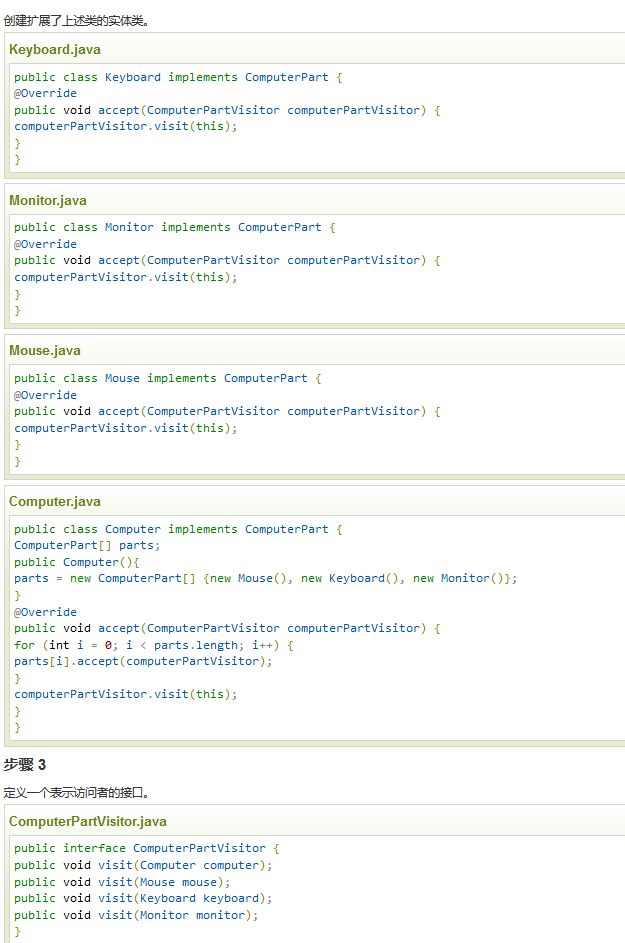 创建扩展了上述类的实体类。
Keyboard.java
public class Keyboard implements ComputerPart {
@Override
public void accept(ComputerPartVisitor computerPartVisitor) {
computerPartVisitor.visit(this);
}
}
Monitor.java
public class Monitor implements ComputerPart {
@Override
public void accept(ComputerPartVisitor computerPartVisitor) {
computerPartVisitor.visit(this);
}
}
Mouse.java
public class Mouse implements ComputerPart {
@Override
public void accept(ComputerPartVisitor computerPartVisitor) {
computerPartVisitor.visit(this);
}
}
Computer.java
public class Computer implements ComputerPart {
ComputerPart[] parts;
public Computer(){
parts = new ComputerPart[] {new Mouse(), new Keyboard(), new Monitor()};
}
@Override
public void accept(ComputerPartVisitor computerPartVisitor) {
for (int i = 0; i < parts.length; i++) {
parts[i].accept(computerPartVisitor);
}
computerPartVisitor.visit(this);
}
}
步骤 3
定义一个表示访问者的接口。
ComputerPartVisitor.java
public interface ComputerPartVisitor {
public void visit(Computer computer);
public void visit(Mouse mouse);
public void visit(Keyboard keyboard);
public void visit(Monitor monitor);
}